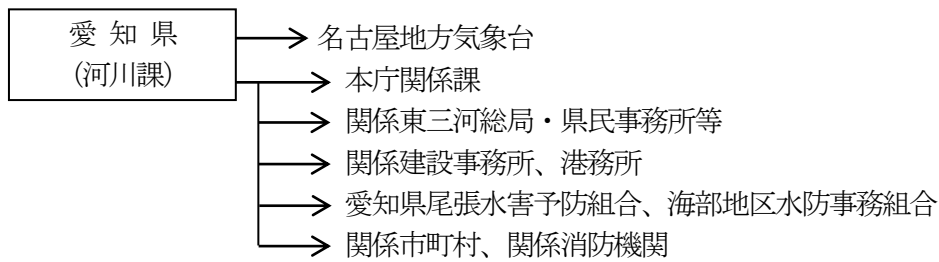 愛知県
(河川課)
名古屋地方気象台
本庁関係課
関係東三河総局・県民事務所等
関係建設事務所、港務所
愛知県尾張水害予防組合、海部地区水防事務組合
関係市町村、関係消防機関